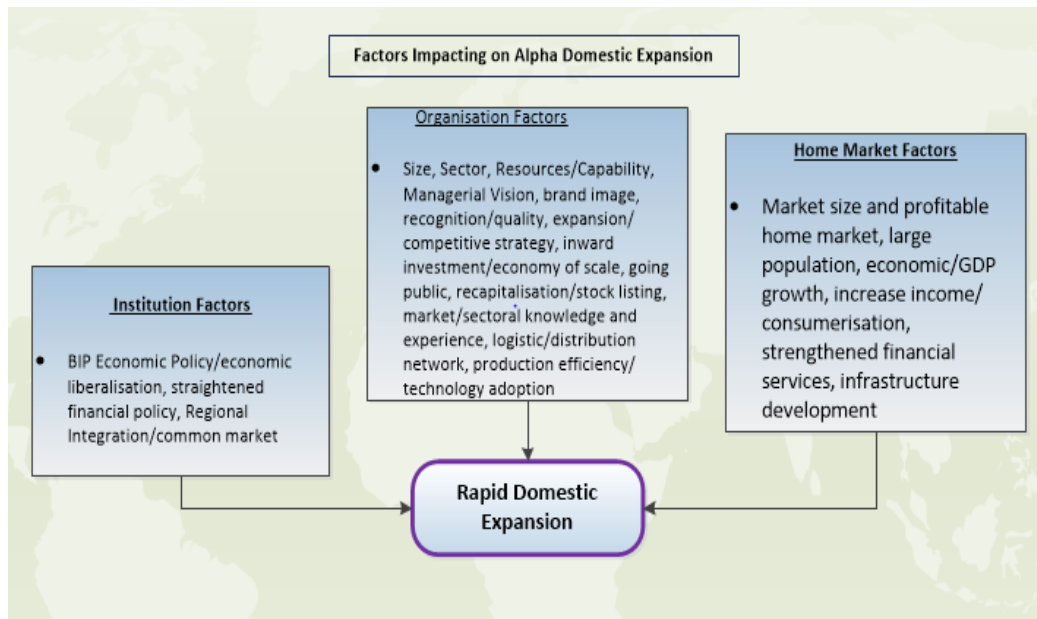 Factors Impacting on Alpha Domestic Expansion
Institution Factors
• BIP Economic Policy/economic
liberalisation, straightened
financial policy, Regional
Integration/common market
Organisation Factors
• Size, Sector, Resources/Capability,
Managerial Vision, brand image,
recognition/quality, expansion/
competitive strategy, inward
investment/economy of scale, going
public, recapitalisation/stock listing,
market/sectoral knowledge and
experience, logistic/distribution
network, production efficiency/
technology adoption
Home Market Factors
• Market size and profitable
home market, large
population, economic/GDP
growth, increase income/
consumerisation,
strengthened financial
services, infrastructure
development
Rapid Domestic
Expansion